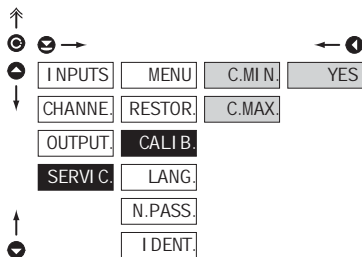 INPUTS MENU C.MIN. YES
CHANNE. RESTOR. C.MAX.
OUTPUT. CALIB.
SERVIC. LANG.
N.PASS.
IDENT.